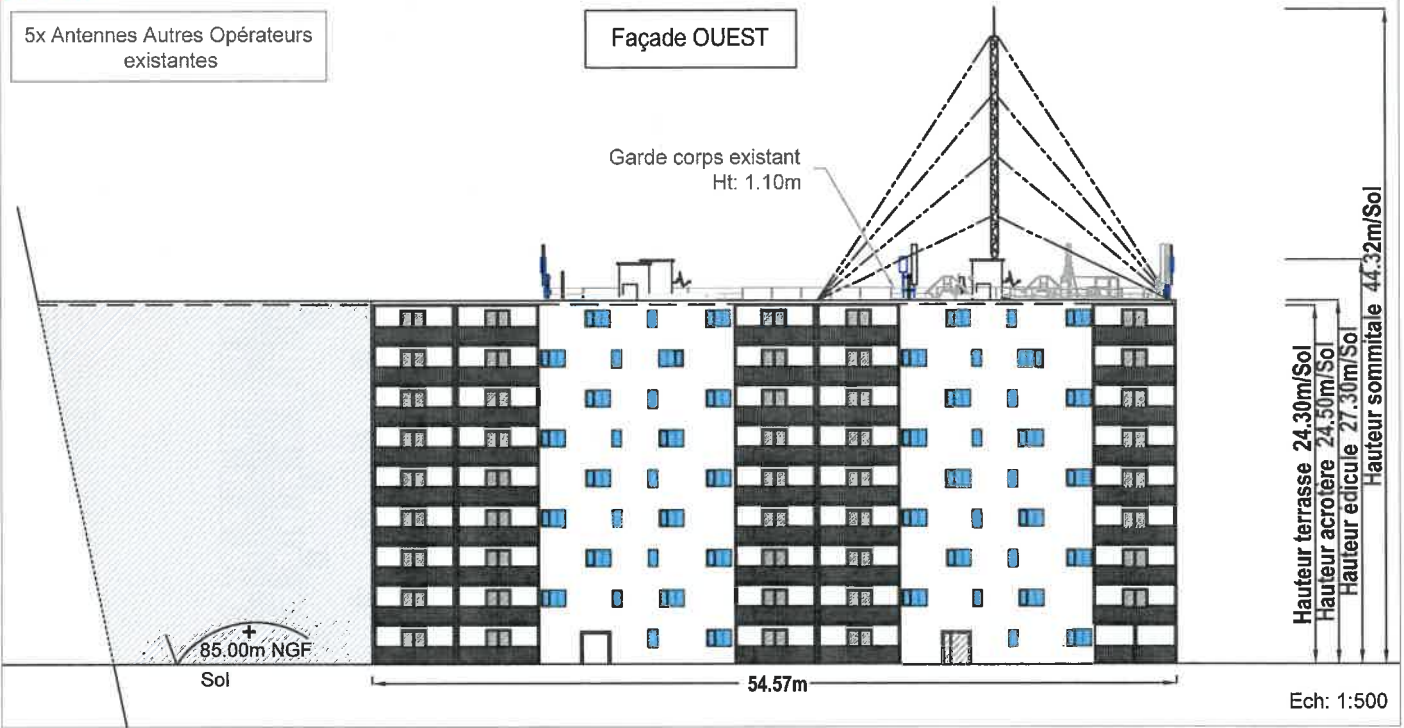 5x Antennes Autres Opérateurs
existantes
Façade OUEST
Garde corps existant
Ht: 1.10m
Hauteur terrasse 24.30m/Sol
Hauteur acrotère 24.50m/Sol
Hauteur édicule 27.30m/Sol
Hauteur sommitale 44.32m/Sol
85.00m NGF
Sol
54.57m
Ech: 1:500